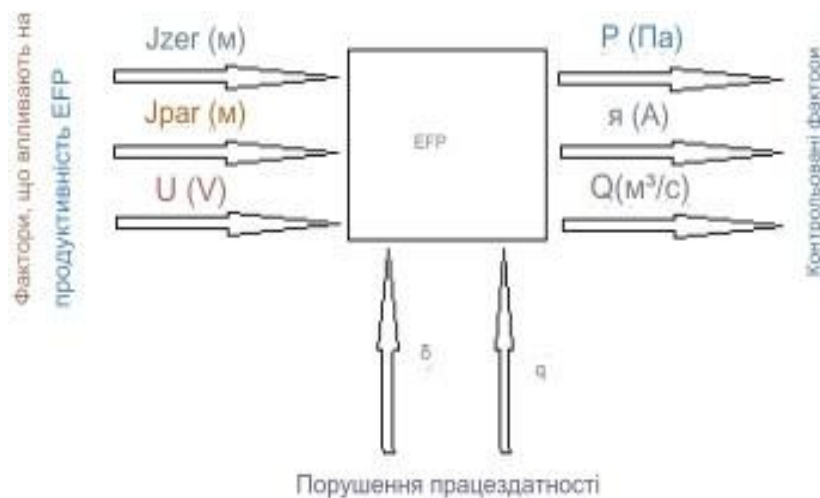 Фактори, що впливають на
продуктивність EFP
Jzer (м)
Jpar (м)
U (V)
EFP
P (Па)
я (А)
Q(м³/с)
Контрольовані фактори
δ
q
Порушення працездатності